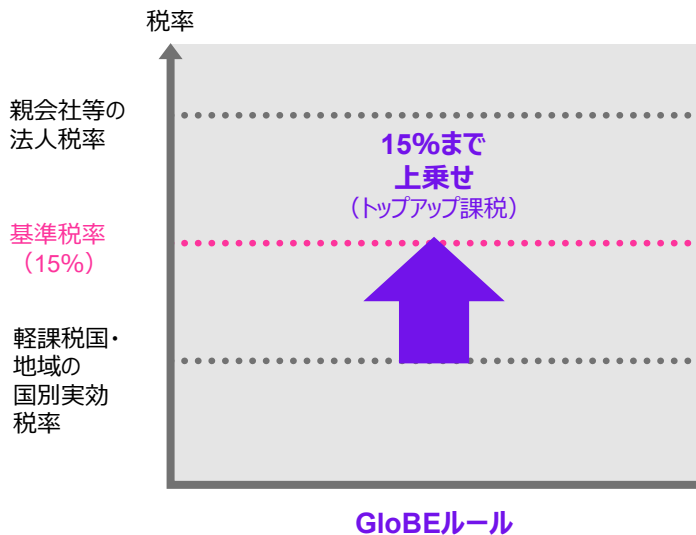 税率
親会社等の
法人税率
15%まで
上乗せ
（トップアップ課税）
基準税率
（15%）
軽課税国・
地域の
国別実効
税率
GloBEルール